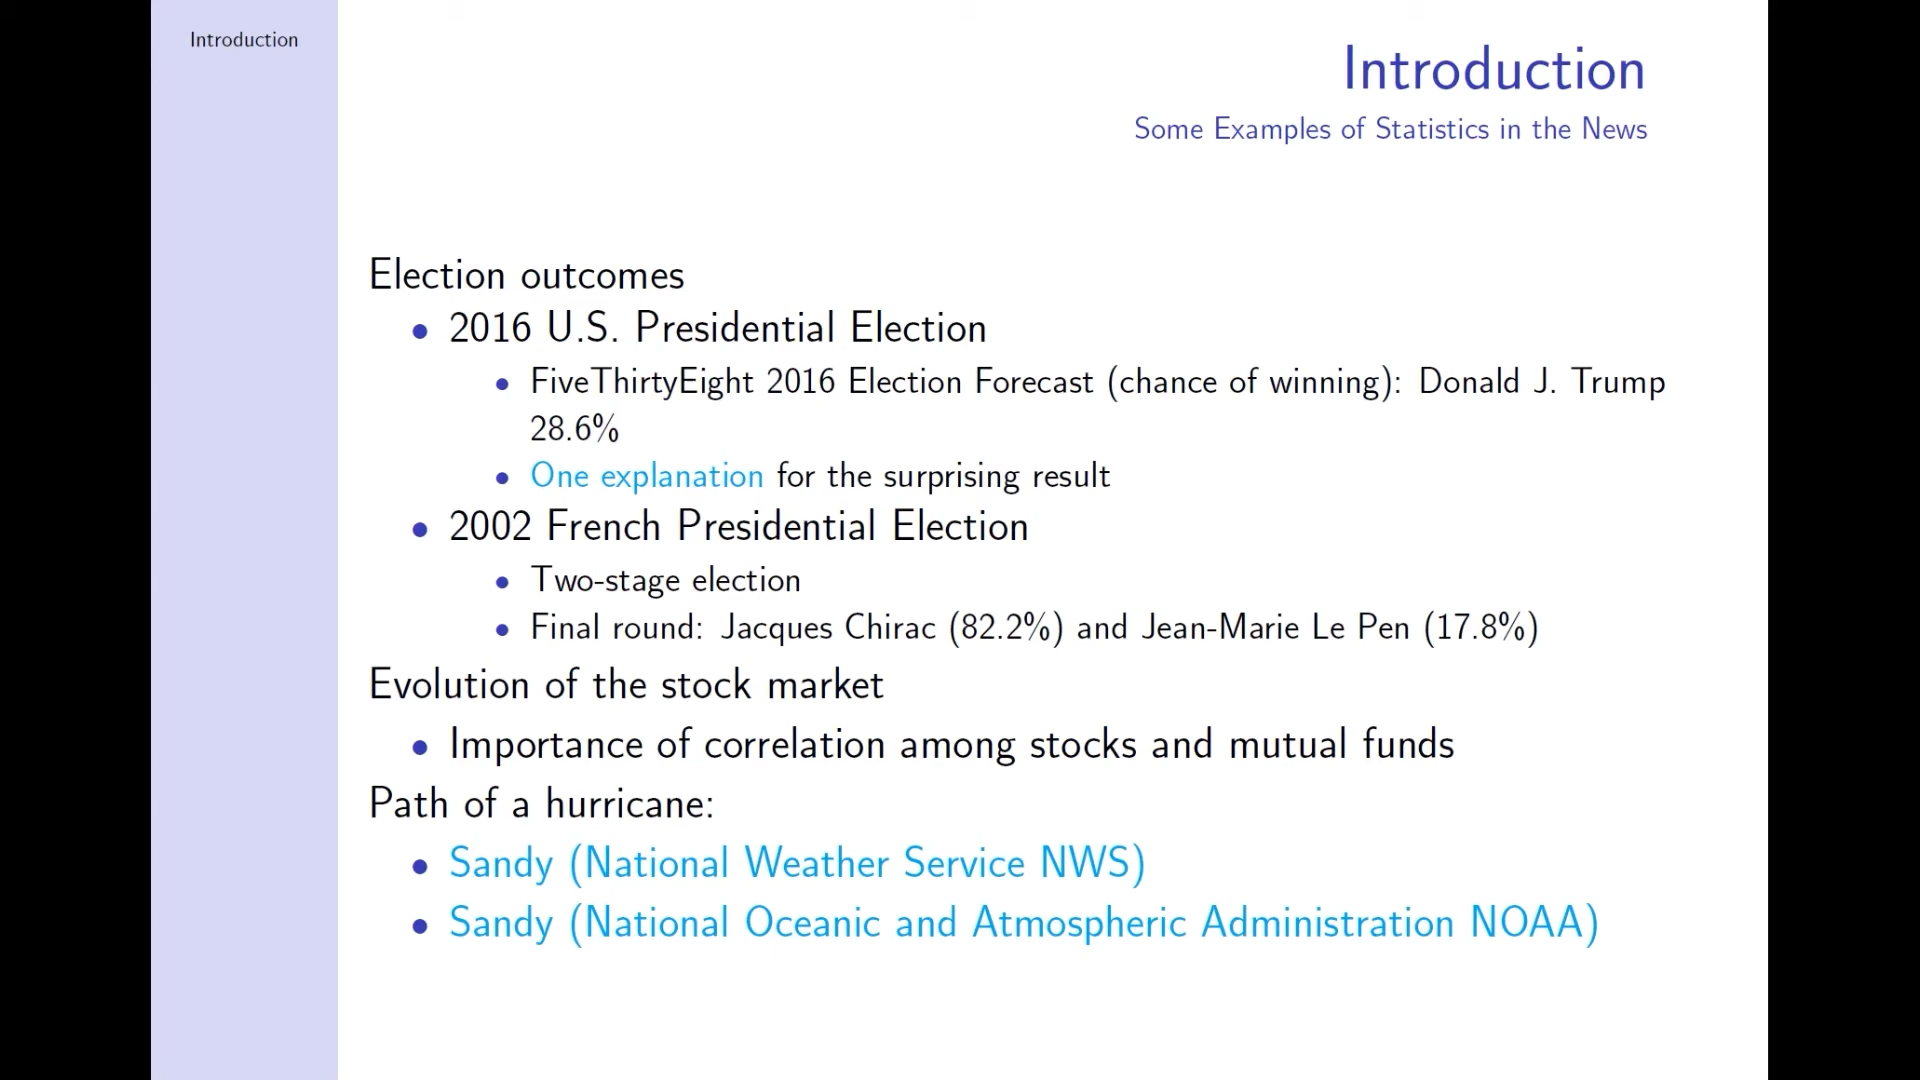 Introduction
Introduction
Some Examples of Statistics in the News
Election outcomes
• 2016 U.S. Presidential Election
• FiveThirtyEight 2016 Election Forecast (chance of winning): Donald J. Trump
28.6%
• One explanation for the surprising result
• 2002 French Presidential Election
• Two-stage election
• Final round: Jacques Chirac (82.2%) and Jean-Marie Le Pen (17.8%)
Evolution of the stock market
• Importance of correlation among stocks and mutual funds
Path of a hurricane:
• Sandy (National Weather Service NWS)
• Sandy (National Oceanic and Atmospheric Administration NOAA)